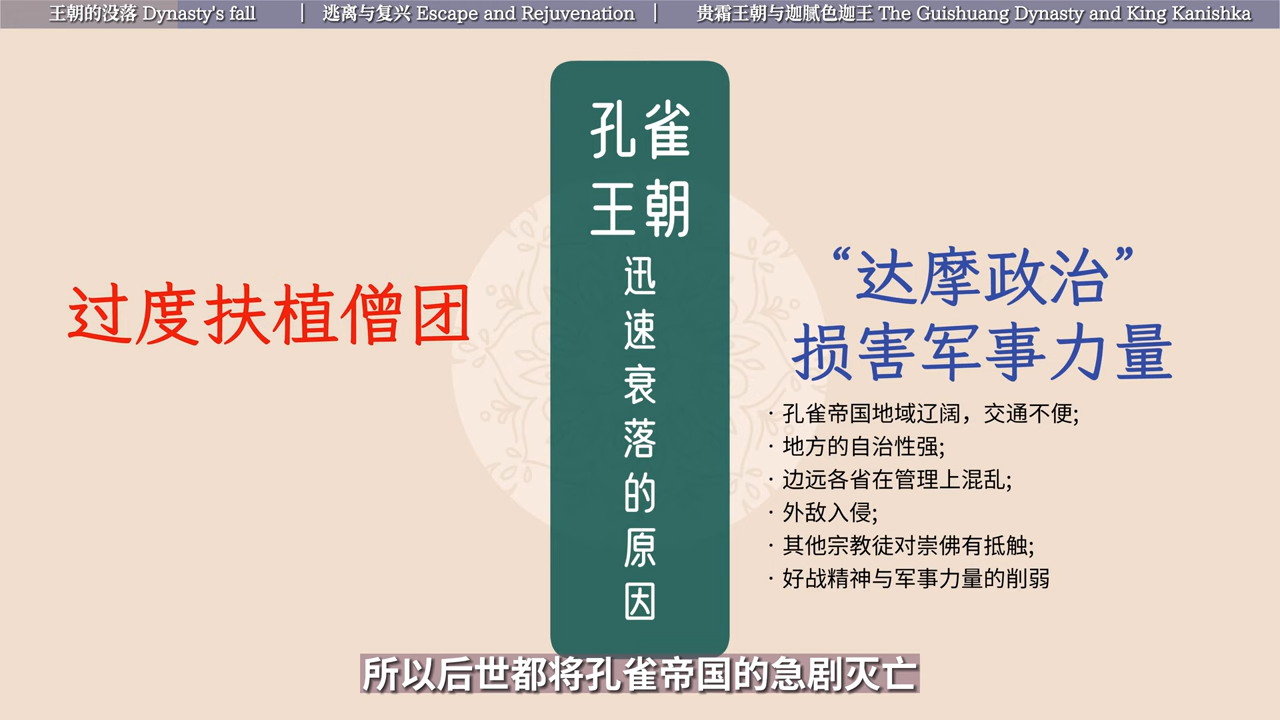 王朝的没落 Dynasty's fall | 逃离与复兴 Escape and Rejuvenation | 贵霜王朝与迦腻色迦王 The Guishuang Dynasty and King Kanishka
孔雀
王朝
迅速衰落的原因
过度扶植僧团
“达摩政治”
损害军事力量
· 孔雀帝国地域辽阔，交通不便;
· 地方的自治性强;
· 边远各省在管理上混乱;
· 外敌入侵;
· 其他宗教徒对崇佛有抵触;
· 好战精神与军事力量的削弱
所以后世都将孔雀帝国的急剧灭亡